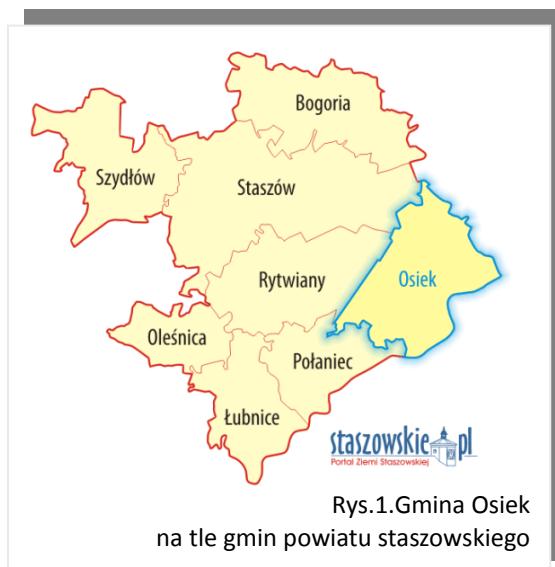 Bogoria
Szydłów
Staszów
Rytwiany
Osiek
Oleśnica
Połaniec
Łubnice
staszowskie.pl
Portal Ziemi Staszowskiej
Rys.1.Gmina Osiek
na tle gmin powiatu staszowskiego